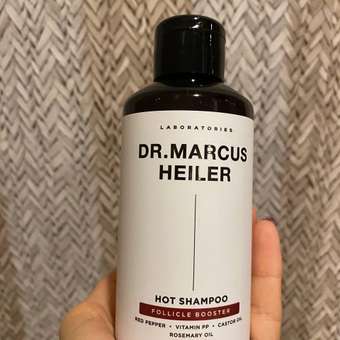 LABORATORIES
DR.MARCUS
HEILER
HOT SHAMPOO
FOLLICLE BOOSTER
RED PEPPER • VITAMIN PP • CASTOR OIL
ROSEMARY OIL